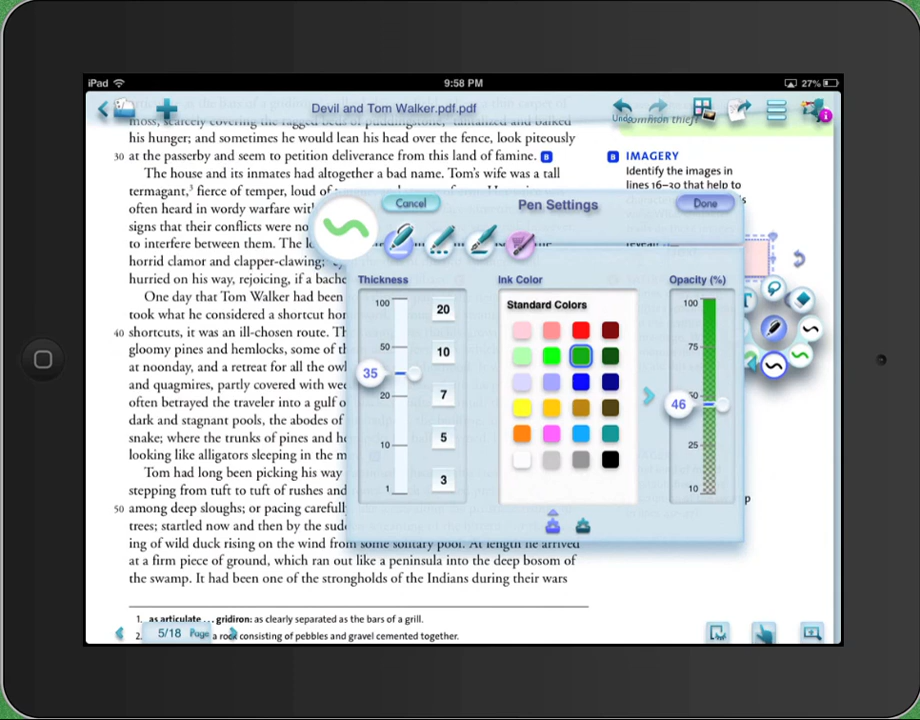 iPad 9:58 PM 27%
Devil and Tom Walker.pdf.pdf
Undo common thief
moss, scarcely covering the ragged beds of puddingstone, tantalized and balked
his hunger; and sometimes he would lean his head over the fence, look piteously
30 at the passerby and seem to petition deliverance from this land of famine. B
The house and its inmates had altogether a bad name. Tom's wife was a tall
termagant,³ fierce of temper, loud of
often heard in wordy warfare wit
signs that their conflicts were no
to interfere between them. The l
horrid clamor and clapper-clawing;
hurried on his way, rejoicing, if a bache
One day that Tom Walker had been
took what he considered a shortcut hor
40 shortcuts, it was an ill-chosen route. Th
gloomy pines and hemlocks, some of th
at noonday, and a retreat for all the owl
and quagmires, partly covered with wee
often betrayed the traveler into a gulf o
dark and stagnant pools, the abodes of
snake; where the trunks of pines and he
looking like alligators sleeping in the m
Tom had long been picking his way
stepping from tuft to tuft of rushes and
50 among deep sloughs; or pacing carefully
trees; startled now and then by the sudd
ing of wild duck rising on the wind from some solitary pool. At length he arrived
at a firm piece of ground, which ran out like a peninsula into the deep bosom of
the swamp. It had been one of the strongholds of the Indians during their wars
1. as articulate . . . gridiron: as clearly separated as the bars of a grill.
2. a rock consisting of pebbles and gravel cemented together.
5/18 Page
B IMAGERY
Identify the images in
lines 16–20 that help to
Cancel Pen Settings Done
Thickness
100
50
35
20
10
1
20
10
7
5
3
Ink Color
Standard Colors
Opacity (%)
100
75
50
46
25
10